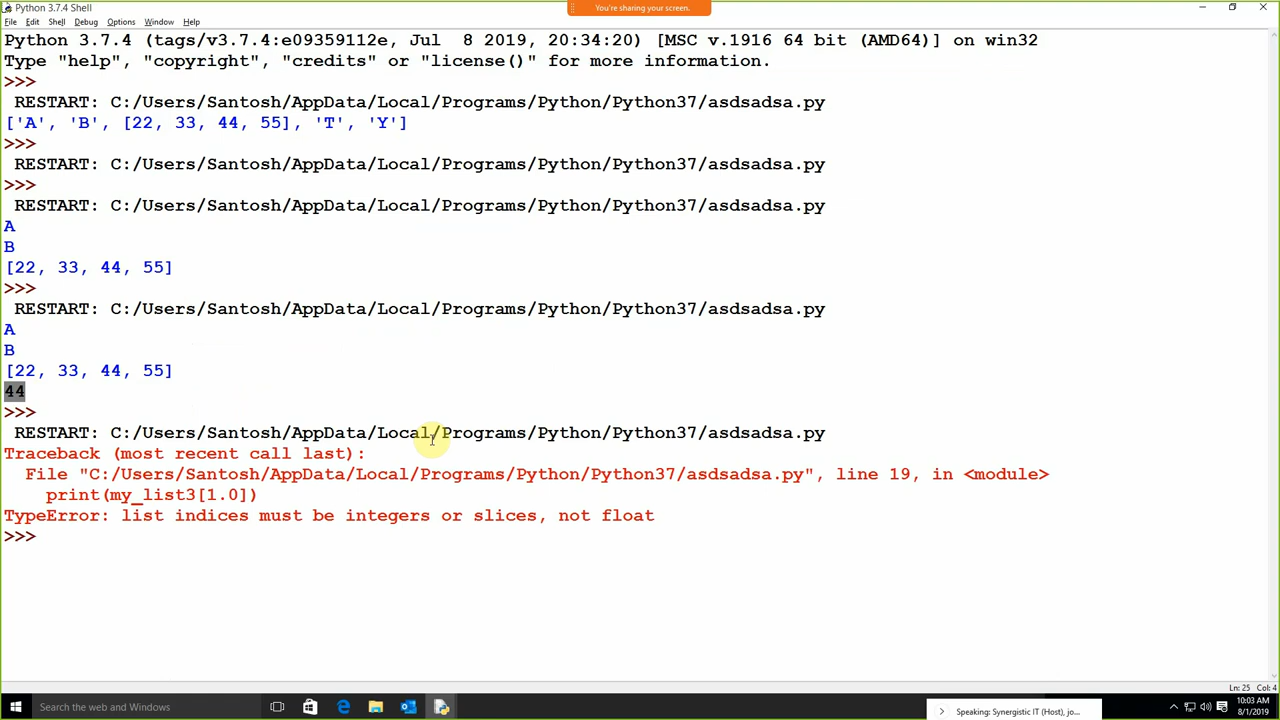 Python 3.7.4 Shell
You're sharing your screen.
File Edit Shell Debug Options Window Help
Python 3.7.4 (tags/v3.7.4:e09359112e, Jul  8 2019, 20:34:20) [MSC v.1916 64 bit (AMD64)] on win32
Type "help", "copyright", "credits" or "license()" for more information.
>>>
RESTART: C:/Users/Santosh/AppData/Local/Programs/Python/Python37/asdsadsa.py
['A', 'B', [22, 33, 44, 55], 'T', 'Y']
>>>
RESTART: C:/Users/Santosh/AppData/Local/Programs/Python/Python37/asdsadsa.py
>>>
RESTART: C:/Users/Santosh/AppData/Local/Programs/Python/Python37/asdsadsa.py
A
B
[22, 33, 44, 55]
>>>
RESTART: C:/Users/Santosh/AppData/Local/Programs/Python/Python37/asdsadsa.py
A
B
[22, 33, 44, 55]
44
>>>
RESTART: C:/Users/Santosh/AppData/Local/Programs/Python/Python37/asdsadsa.py
Traceback (most recent call last):
File "C:/Users/Santosh/AppData/Local/Programs/Python/Python37/asdsadsa.py", line 19, in <module>
print(my_list3[1.0])
TypeError: list indices must be integers or slices, not float
>>>
Ln: 25 Col: 4
Search the web and Windows
Speaking: Synergistic IT (Host), jo...
10:03 AM
8/1/2019